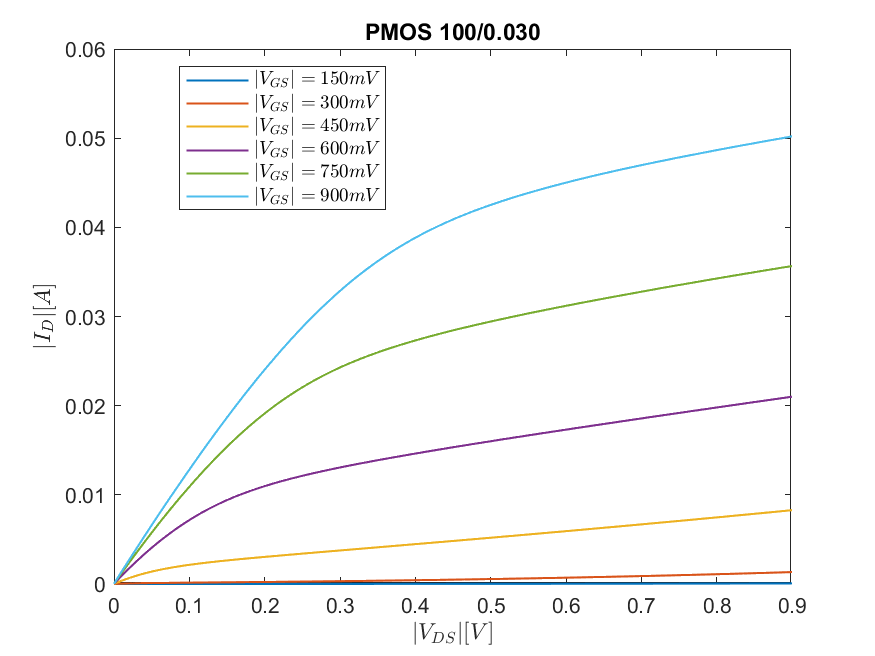 PMOS 100/0.030
0.06
0.05
0.04
0.03
0.02
0.01
0
|I_D|[A]
|V_GS| = 150mV
|V_GS| = 300mV
|V_GS| = 450mV
|V_GS| = 600mV
|V_GS| = 750mV
|V_GS| = 900mV
0 0.1 0.2 0.3 0.4 0.5 0.6 0.7 0.8 0.9
|V_DS|[V]